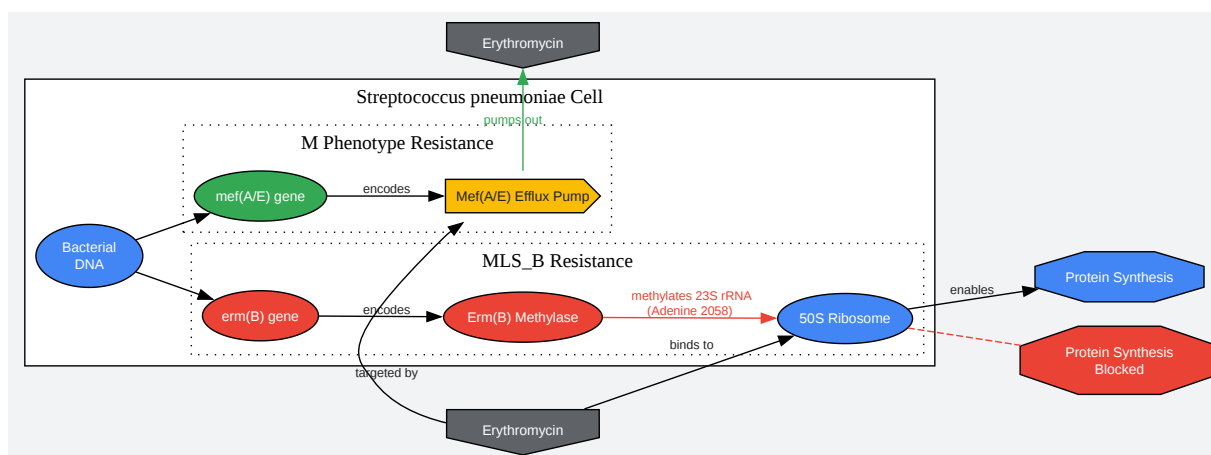 Erythromycin
Streptococcus pneumoniae Cell
pumps out
M Phenotype Resistance
mef(A/E) gene
encodes
Mef(A/E) Efflux Pump
Bacterial
DNA
MLS_B Resistance
erm(B) gene
encodes
Erm(B) Methylase
methylates 23S rRNA
(Adenine 2058)
50S Ribosome
enables
Protein Synthesis
binds to
Protein Synthesis
Blocked
targeted by
Erythromycin